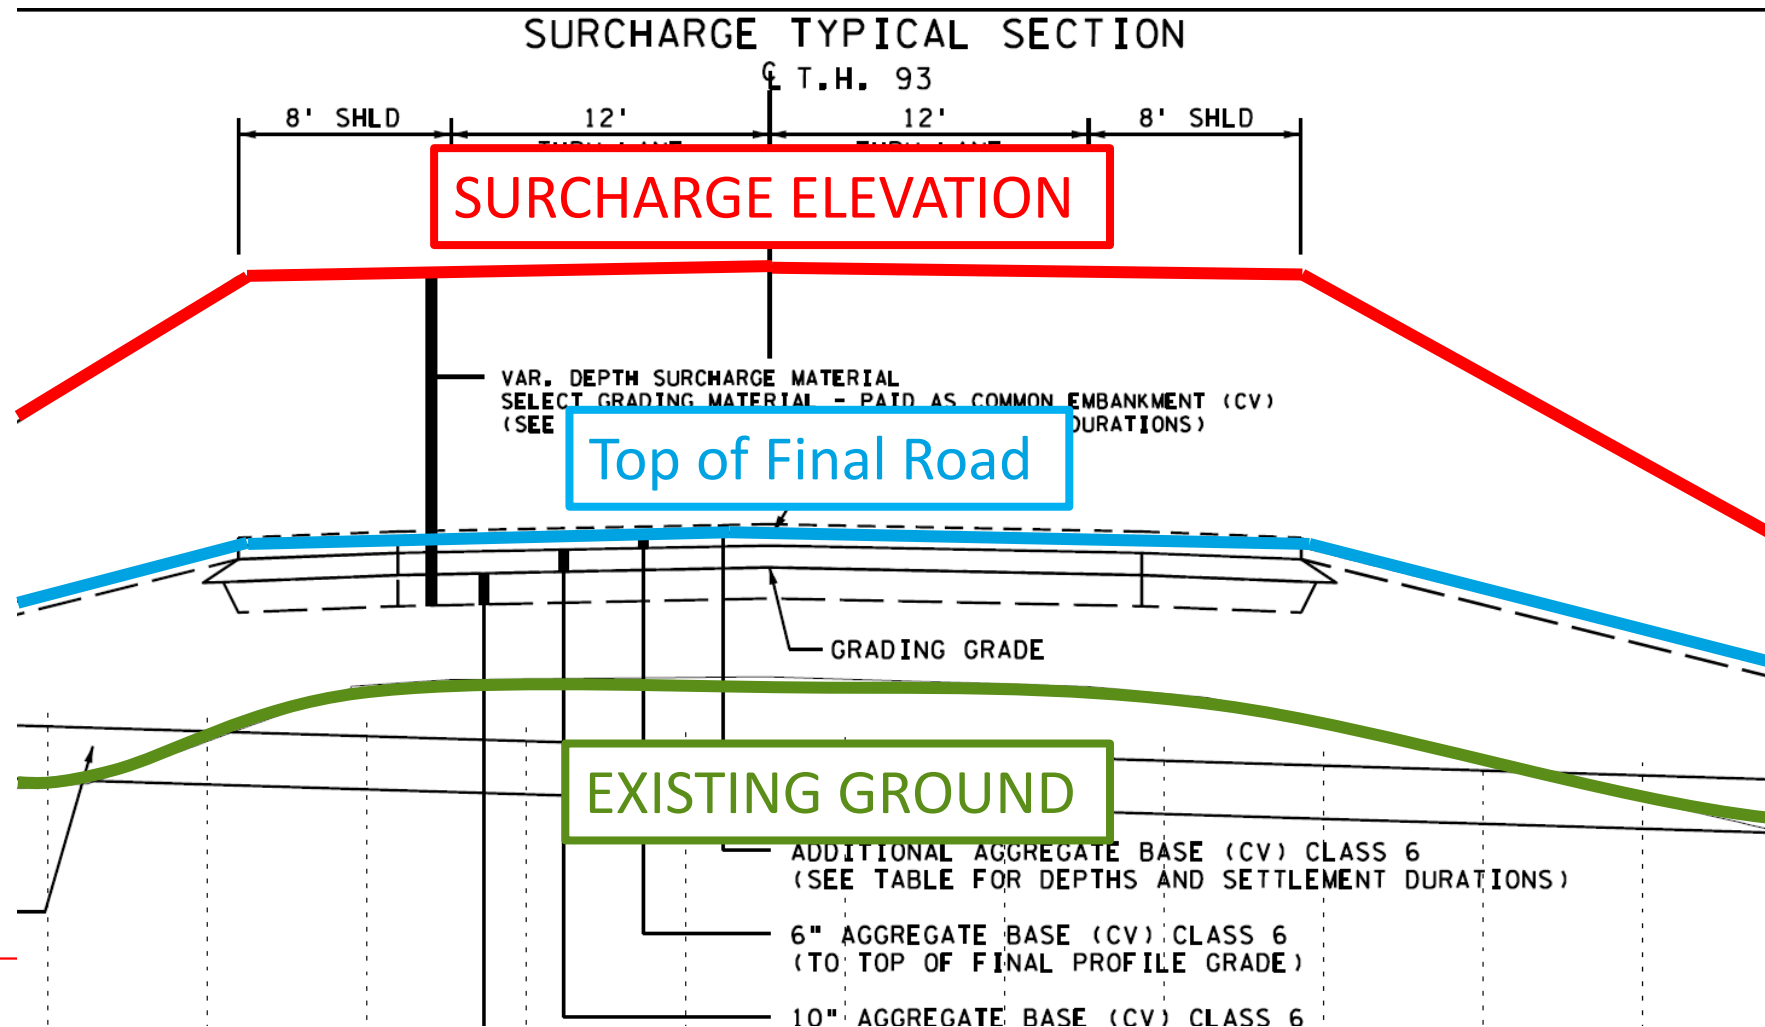 SURCHARGE TYPICAL SECTION
℄ T.H. 93
8' SHLD 12' 12' 8' SHLD
SURCHARGE ELEVATION
VAR. DEPTH SURCHARGE MATERIAL
SELECT GRADING MATERIAL - PAID AS COMMON EMBANKMENT (CV)
(SEE DURATIONS)
Top of Final Road
GRADING GRADE
EXISTING GROUND
ADDITIONAL AGGREGATE BASE (CV) CLASS 6
(SEE TABLE FOR DEPTHS AND SETTLEMENT DURATIONS)
6" AGGREGATE BASE (CV) CLASS 6
(TO TOP OF FINAL PROFILE GRADE)
10" AGGREGATE BASE (CV) CLASS 6